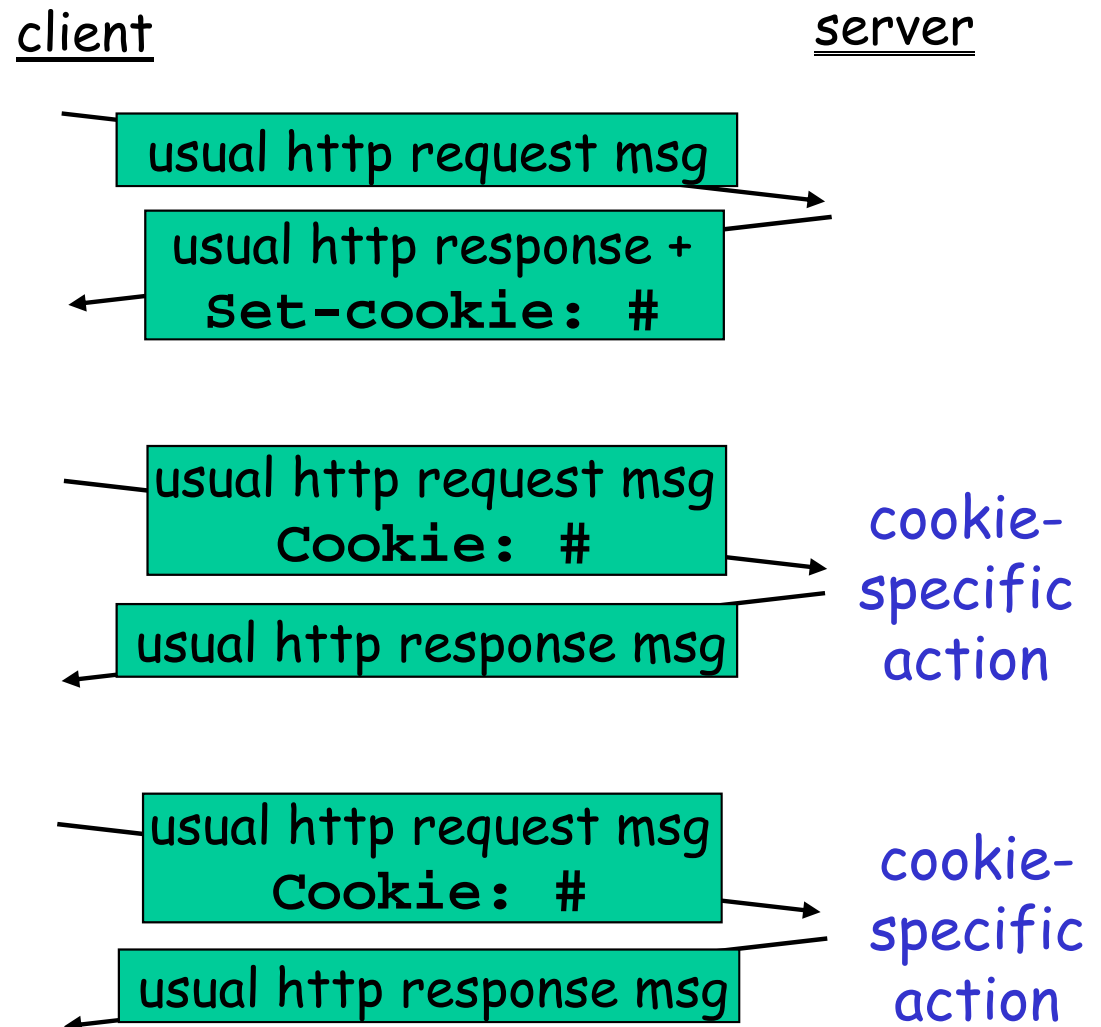 client
server
usual http request msg
usual http response +
Set-cookie: #
usual http request msg
Cookie: #
usual http response msg
cookie-
specific
action
usual http request msg
Cookie: #
usual http response msg
cookie-
specific
action